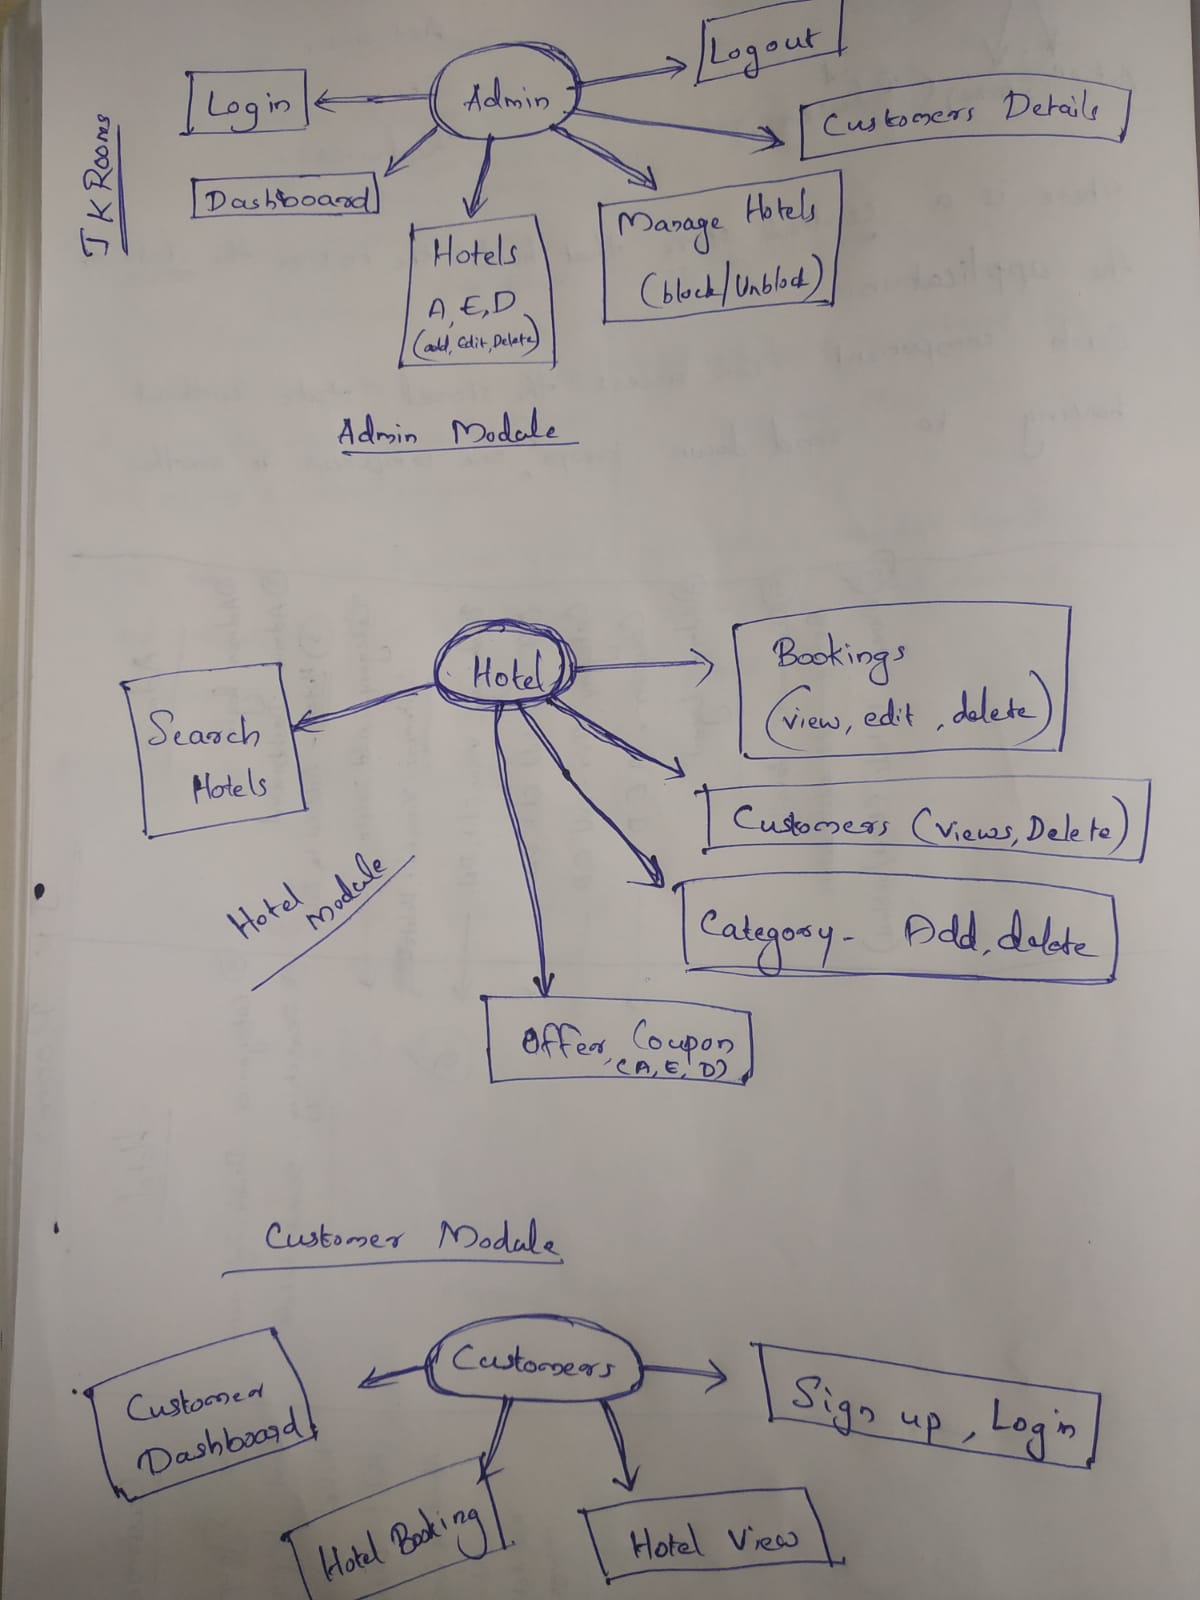 JK Rooms
Admin
Login
Logout
Customers Details
Dashboard
Hotels
A, E, D
(add, Edit, Delete)
Manage Hotels
(block/Unblock)
Admin Module
Hotel
Search
Hotels
Bookings
(view, edit, delete)
Customers (Views, Delete)
Category - Add, delete
Offer, Coupon
(A, E, D)
Hotel
Module
Customer Module
Customers
Customer
Dashboard
Hotel Booking
Hotel View
Sign up, Login